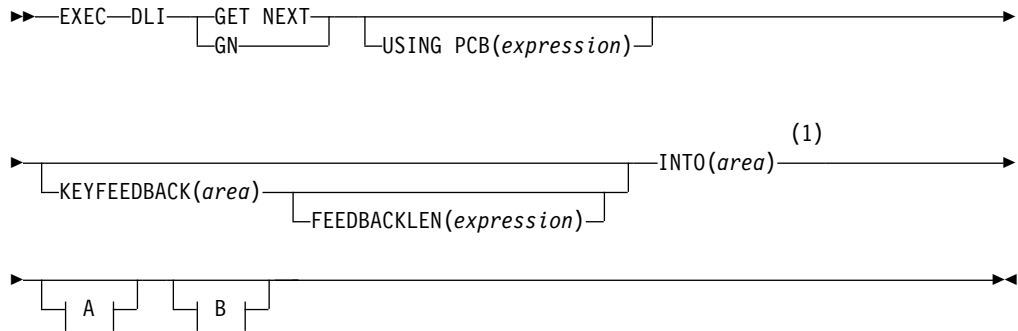 EXEC DLI GET NEXT
GN USING PCB(expression)
(1)
INTO(area)
KEYFEEDBACK(area)
FEEDBACKLEN(expression)
A B